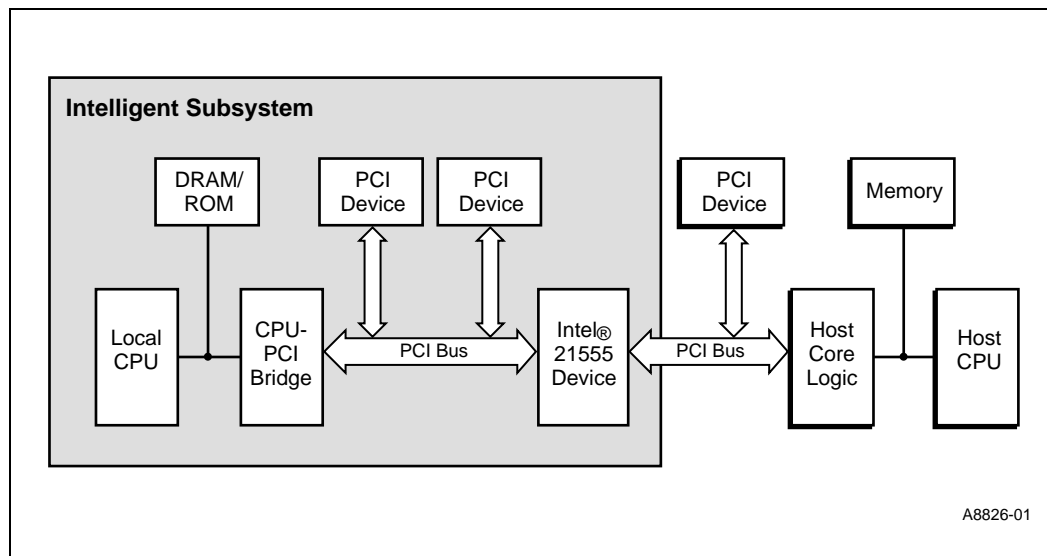 Intelligent Subsystem
DRAM/
ROM
PCI
Device
PCI
Device
PCI
Device
Memory
Local
CPU
CPU-
PCI
Bridge
PCI Bus
Intel®
21555
Device
PCI Bus
Host
Core
Logic
Host
CPU
A8826-01